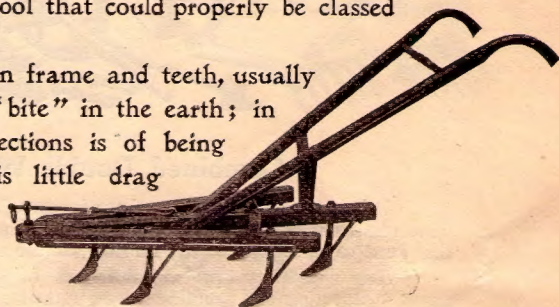 ool that could properly be classed
n frame and teeth, usually
"bite" in the earth; in
ections is of being
is little drag